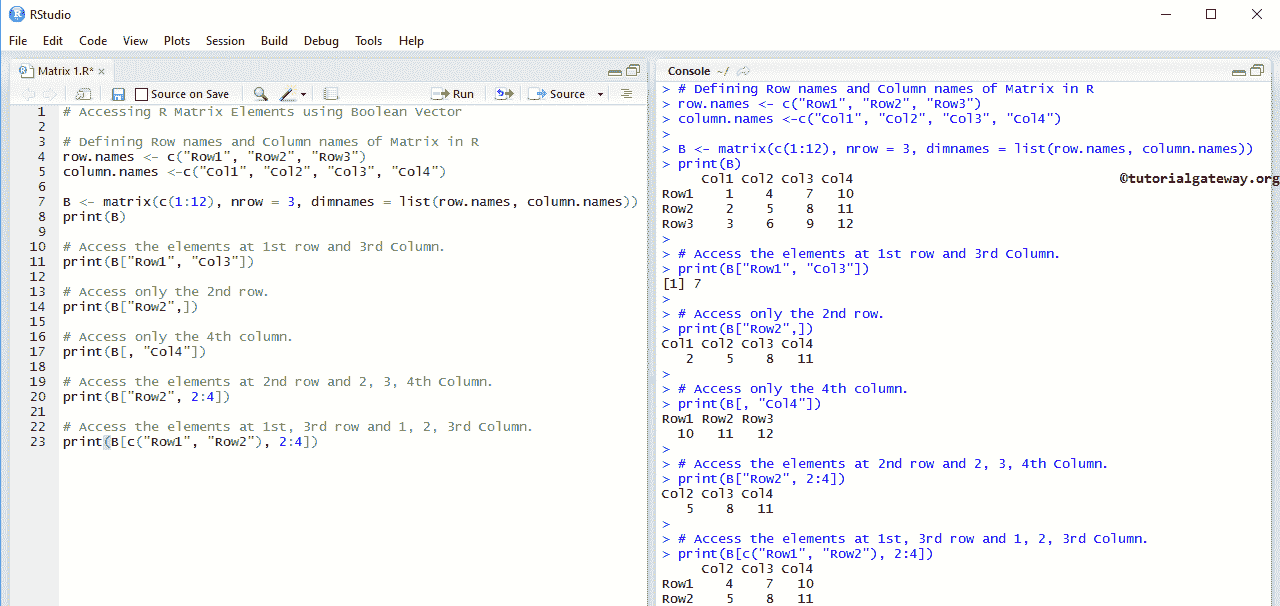 RStudio
File Edit Code View Plots Session Build Debug Tools Help
Matrix 1.R* ×
Source on Save Run Source
1 # Accessing R Matrix Elements using Boolean Vector
2
3 # Defining Row names and Column names of Matrix in R
4 row.names <- c("Row1", "Row2", "Row3")
5 column.names <-c("Col1", "Col2", "Col3", "Col4")
6
7 B <- matrix(c(1:12), nrow = 3, dimnames = list(row.names, column.names))
8 print(B)
9
10 # Access the elements at 1st row and 3rd Column.
11 print(B["Row1", "Col3"])
12
13 # Access only the 2nd row.
14 print(B["Row2",])
15
16 # Access only the 4th column.
17 print(B[, "Col4"])
18
19 # Access the elements at 2nd row and 2, 3, 4th Column.
20 print(B["Row2", 2:4])
21
22 # Access the elements at 1st, 3rd row and 1, 2, 3rd Column.
23 print(B[c("Row1", "Row2"), 2:4])
Console ~/
> # Defining Row names and Column names of Matrix in R
> row.names <- c("Row1", "Row2", "Row3")
> column.names <-c("Col1", "Col2", "Col3", "Col4")
>
> B <- matrix(c(1:12), nrow = 3, dimnames = list(row.names, column.names))
> print(B)
Col1 Col2 Col3 Col4
@tutorialgateway.org
Row1 1 4 7 10
Row2 2 5 8 11
Row3 3 6 9 12
>
> # Access the elements at 1st row and 3rd Column.
> print(B["Row1", "Col3"])
[1] 7
>
> # Access only the 2nd row.
> print(B["Row2",])
Col1 Col2 Col3 Col4
2 5 8 11
>
> # Access only the 4th column.
> print(B[, "Col4"])
Row1 Row2 Row3
10 11 12
>
> # Access the elements at 2nd row and 2, 3, 4th Column.
> print(B["Row2", 2:4])
Col2 Col3 Col4
5 8 11
>
> # Access the elements at 1st, 3rd row and 1, 2, 3rd Column.
> print(B[c("Row1", "Row2"), 2:4])
Col2 Col3 Col4
Row1 4 7 10
Row2 5 8 11